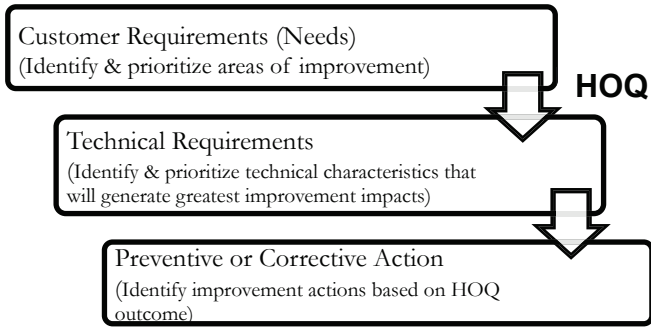 Customer Requirements (Needs)
(Identify & prioritize areas of improvement)
HOQ
Technical Requirements
(Identify & prioritize technical characteristics that
will generate greatest improvement impacts)
Preventive or Corrective Action
(Identify improvement actions based on HOQ
outcome)